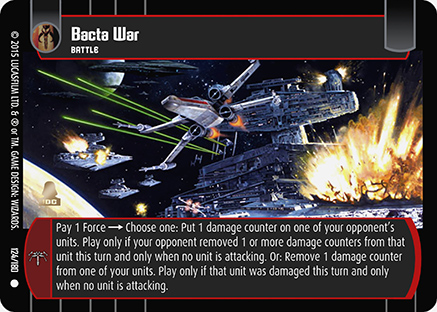 Bacta War
BATTLE
© 2015 LUCASFILM LTD. & ® or TM. GAME DESIGN: WIZARDS.
124/180
Pay 1 Force → Choose one: Put 1 damage counter on one of your opponent's
units. Play only if your opponent removed 1 or more damage counters from that
unit this turn and only when no unit is attacking. Or: Remove 1 damage counter
from one of your units. Play only if that unit was damaged this turn and only
when no unit is attacking.